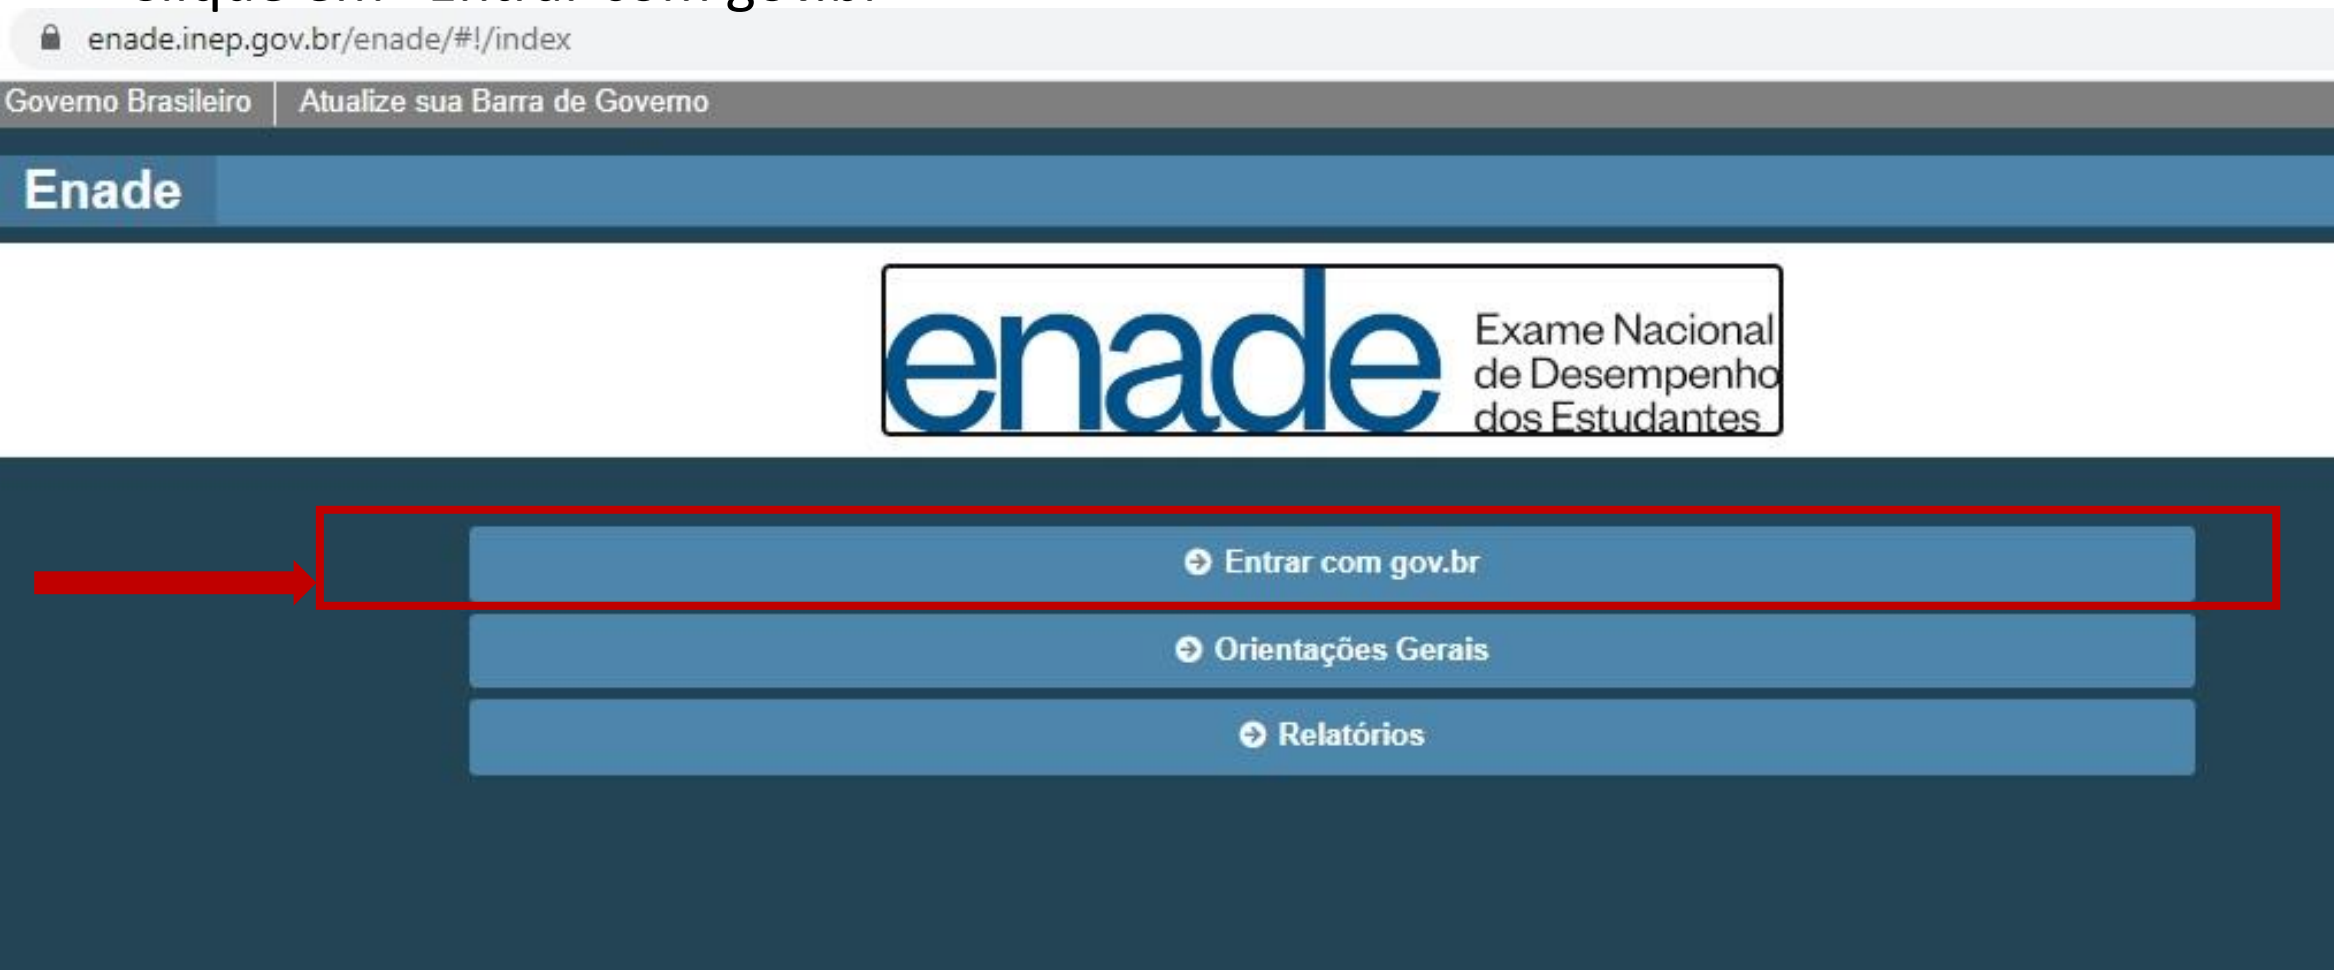 enade.inep.gov.br/enade/#!/index
Governo Brasileiro Atualize sua Barra de Governo
Enade
enade
Exame Nacional
de Desempenho
dos Estudantes
Entrar com gov.br
Orientações Gerais
Relatórios